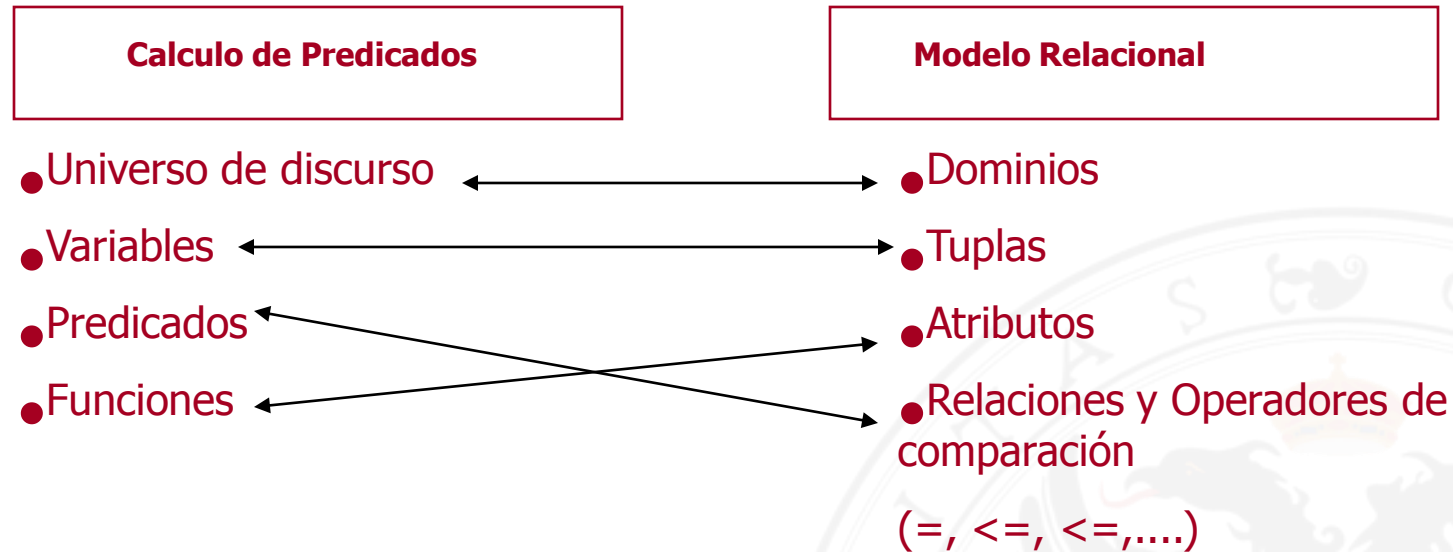 Calculo de Predicados
Modelo Relacional
●Universo de discurso
●Dominios
●Variables
●Tuplas
●Predicados
●Atributos
●Funciones
●Relaciones y Operadores de
comparación
(=, <=, <=,....)